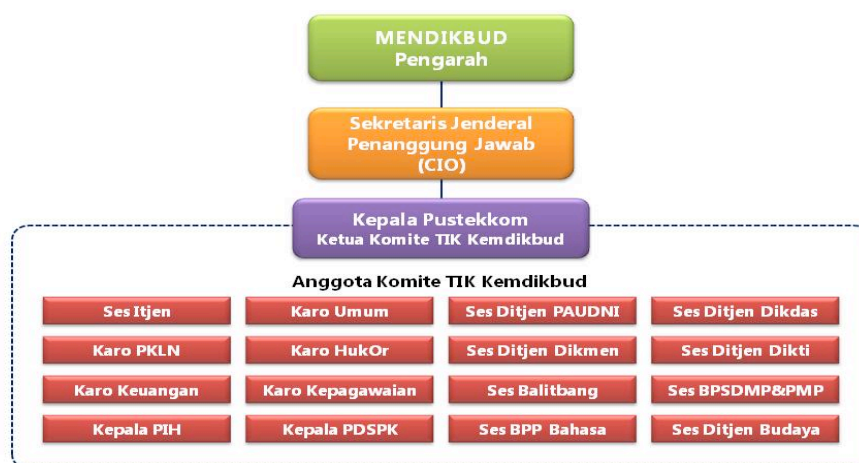 MENDIKBUD
Pengarah
Sekretaris Jenderal
Penanggung Jawab
(CIO)
Kepala Pustekkom
Ketua Komite TIK Kemdikbud
Anggota Komite TIK Kemdikbud
Ses Itjen
Karo Umum
Ses Ditjen PAUDNI
Ses Ditjen Dikdas
Karo PKLN
Karo HukOr
Ses Ditjen Dikmen
Ses Ditjen Dikti
Karo Keuangan
Karo Kepagawaian
Ses Balitbang
Ses BPSDMP&PMP
Kepala PIH
Kepala PDSPK
Ses BPP Bahasa
Ses Ditjen Budaya